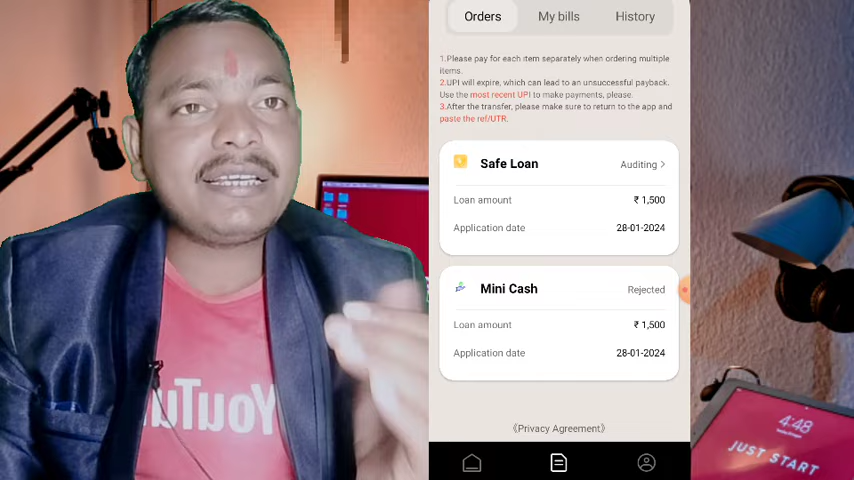 Orders
My bills
History
1.Please pay for each item separately when ordering multiple
items.
2.UPI will expire, which can lead to an unsuccessful payback.
Use the most recent UPI to make payments, please.
3.After the transfer, please make sure to return to the app and
paste the ref/UTR.
Safe Loan
Auditing >
Loan amount
₹ 1,500
Application date
28-01-2024
Mini Cash
Rejected
Loan amount
₹ 1,500
Application date
28-01-2024
《Privacy Agreement》
YouTu
4:48
JUST START